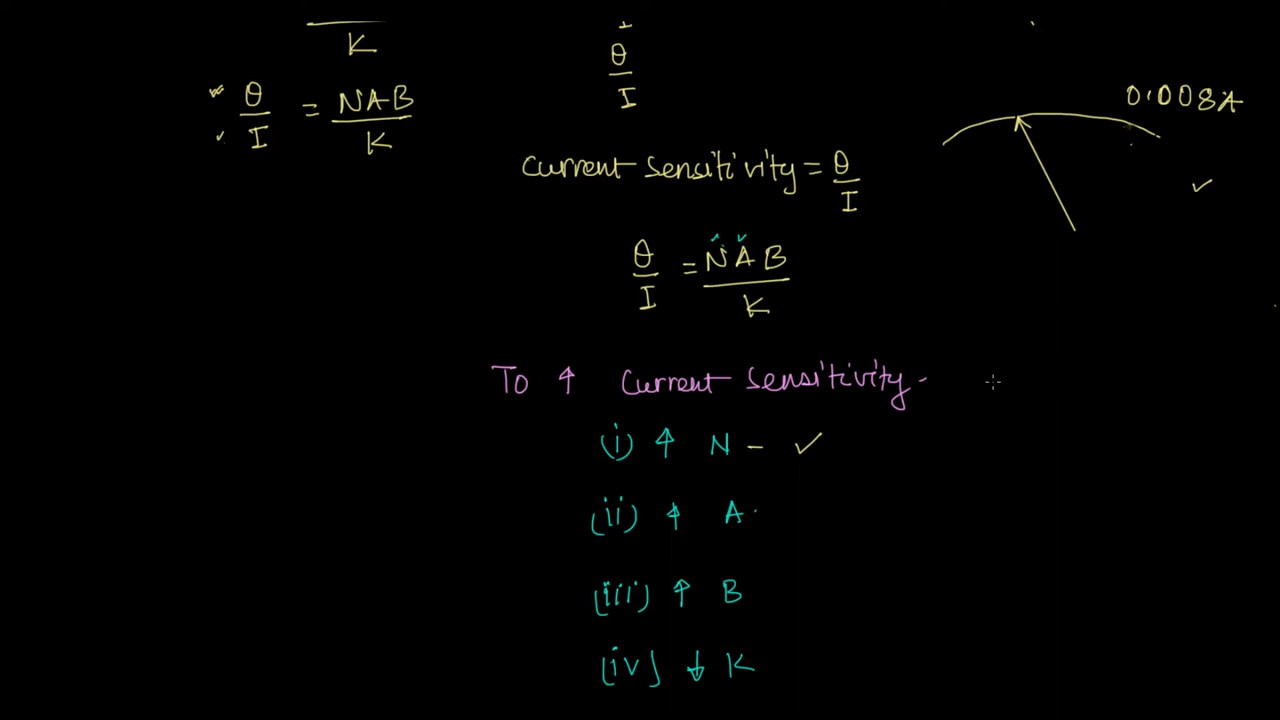 K
θ/I = NAB/K
θ/I
0.008A
Current sensitivity = θ/I
θ/I = NAB/K
To ↑ Current sensitivity -
(i) ↑ N - ✓
(ii) ↑ A
(iii) ↑ B
(iv) ↓ K